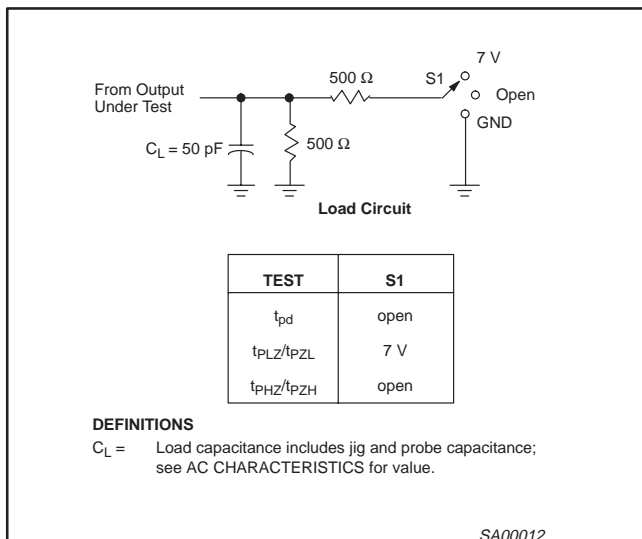 7 V
500 Ω
S1
From Output
Under Test
Open
GND
C_L = 50 pF
500 Ω
Load Circuit
TEST S1
t_pd open
t_PLZ/t_PZL 7 V
t_PHZ/t_PZH open
DEFINITIONS
C_L = Load capacitance includes jig and probe capacitance;
see AC CHARACTERISTICS for value.
SA00012